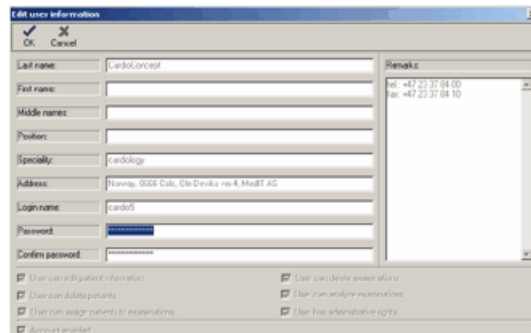 Edit user information
OK Cancel
Last name: CardioConcept
First name:
Middle names:
Position:
Speciality: cardiology
Address: Norway, 0666 Oslo, Ole Deviks vei 4, MedIT AS
Login name: cardio5
Password: ************
Confirm password: ************
Remarks:
tel.: +47 23 37 84 00
fax: +47 23 37 84 10
User can edit patient information
User can delete patients
User can assign patients to examinations
Account enabled
User can delete examinations
User can analyse examinations
User has administrative rights